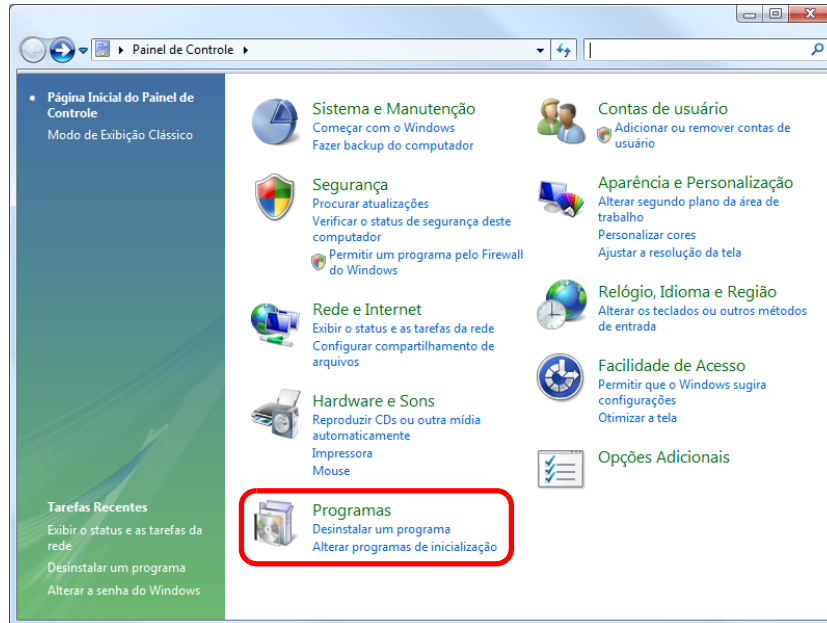 Painel de Controle
Página Inicial do Painel de
Controle
Modo de Exibição Clássico
Tarefas Recentes
Exibir o status e as tarefas da
rede
Desinstalar um programa
Alterar a senha do Windows
Sistema e Manutenção
Começar com o Windows
Fazer backup do computador
Segurança
Procurar atualizações
Verificar o status de segurança deste
computador
Permitir um programa pelo Firewall
do Windows
Rede e Internet
Exibir o status e as tarefas da rede
Configurar compartilhamento de
arquivos
Hardware e Sons
Reproduzir CDs ou outra mídia
automaticamente
Impressora
Mouse
Programas
Desinstalar um programa
Alterar programas de inicialização
Contas de usuário
Adicionar ou remover contas de
usuário
Aparência e Personalização
Alterar segundo plano da área de
trabalho
Personalizar cores
Ajustar a resolução da tela
Relógio, Idioma e Região
Alterar os teclados ou outros métodos
de entrada
Facilidade de Acesso
Permitir que o Windows sugira
configurações
Otimizar a tela
Opções Adicionais